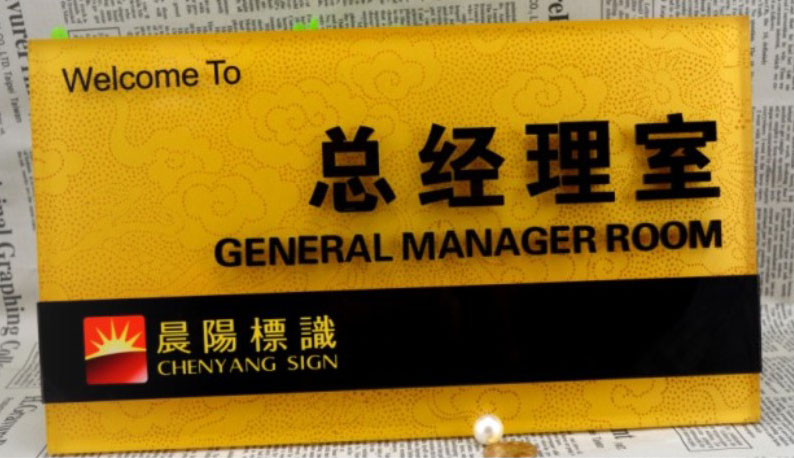 Welcome To
总经理室
GENERAL MANAGER ROOM
晨陽標識
CHENYANG SIGN